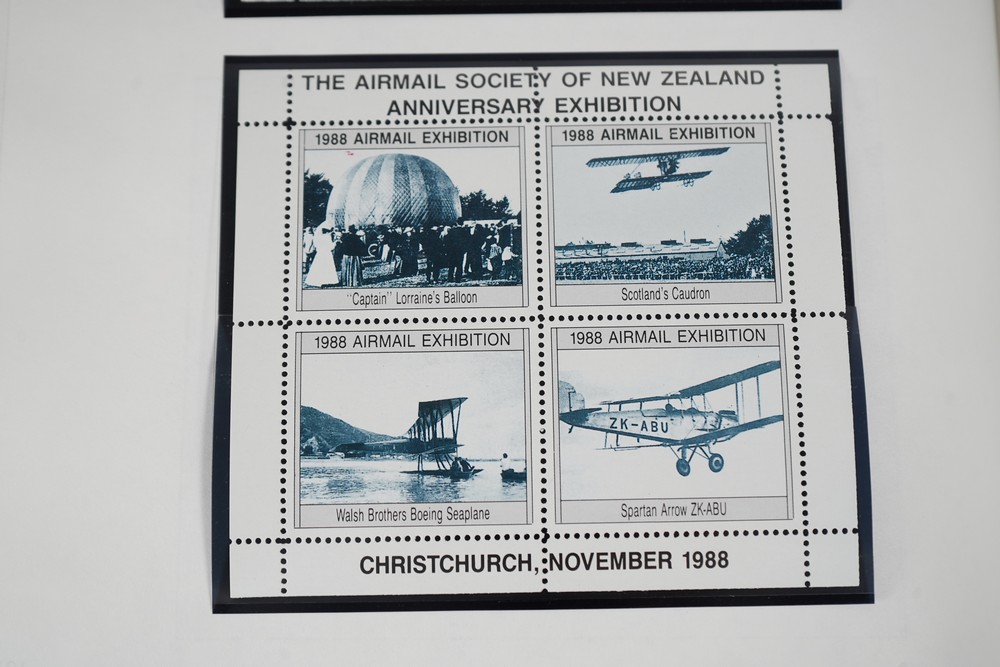 THE AIRMAIL SOCIETY OF NEW ZEALAND
ANNIVERSARY EXHIBITION
1988 AIRMAIL EXHIBITION
"Captain" Lorraine's Balloon
1988 AIRMAIL EXHIBITION
Scotland's Caudron
1988 AIRMAIL EXHIBITION
Walsh Brothers Boeing Seaplane
1988 AIRMAIL EXHIBITION
ZK-ABU
Spartan Arrow ZK-ABU
CHRISTCHURCH, NOVEMBER 1988